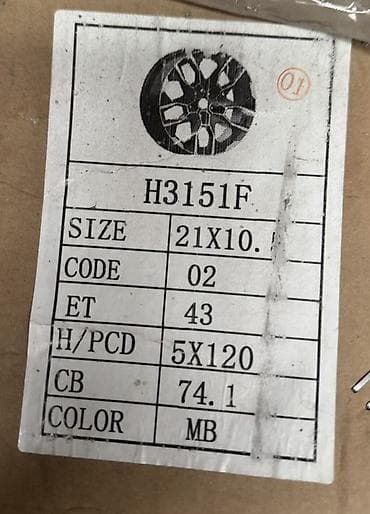 01
H3151F
SIZE 21X10.
CODE 02
ET 43
H/PCD 5X120
CB 74.1
COLOR MB